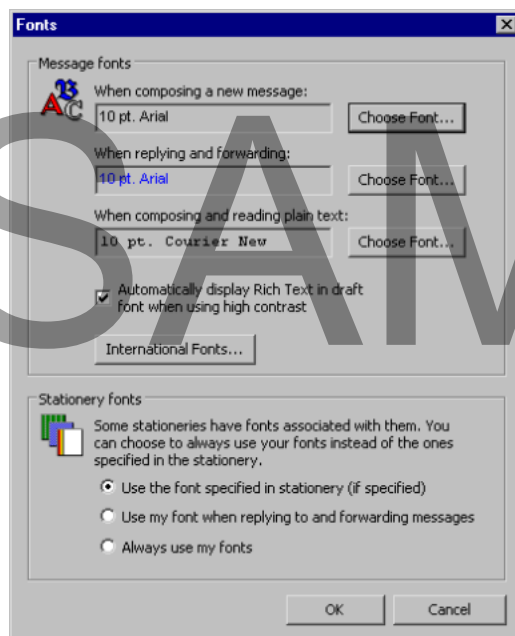 Fonts
Message fonts
When composing a new message:
10 pt. Arial
Choose Font...
When replying and forwarding:
10 pt. Arial
Choose Font...
When composing and reading plain text:
10 pt. Courier New
Choose Font...
Automatically display Rich Text in draft
font when using high contrast
International Fonts...
Stationery fonts
Some stationeries have fonts associated with them. You
can choose to always use your fonts instead of the ones
specified in the stationery.
Use the font specified in stationery (if specified)
Use my font when replying to and forwarding messages
Always use my fonts
OK
Cancel
SAM